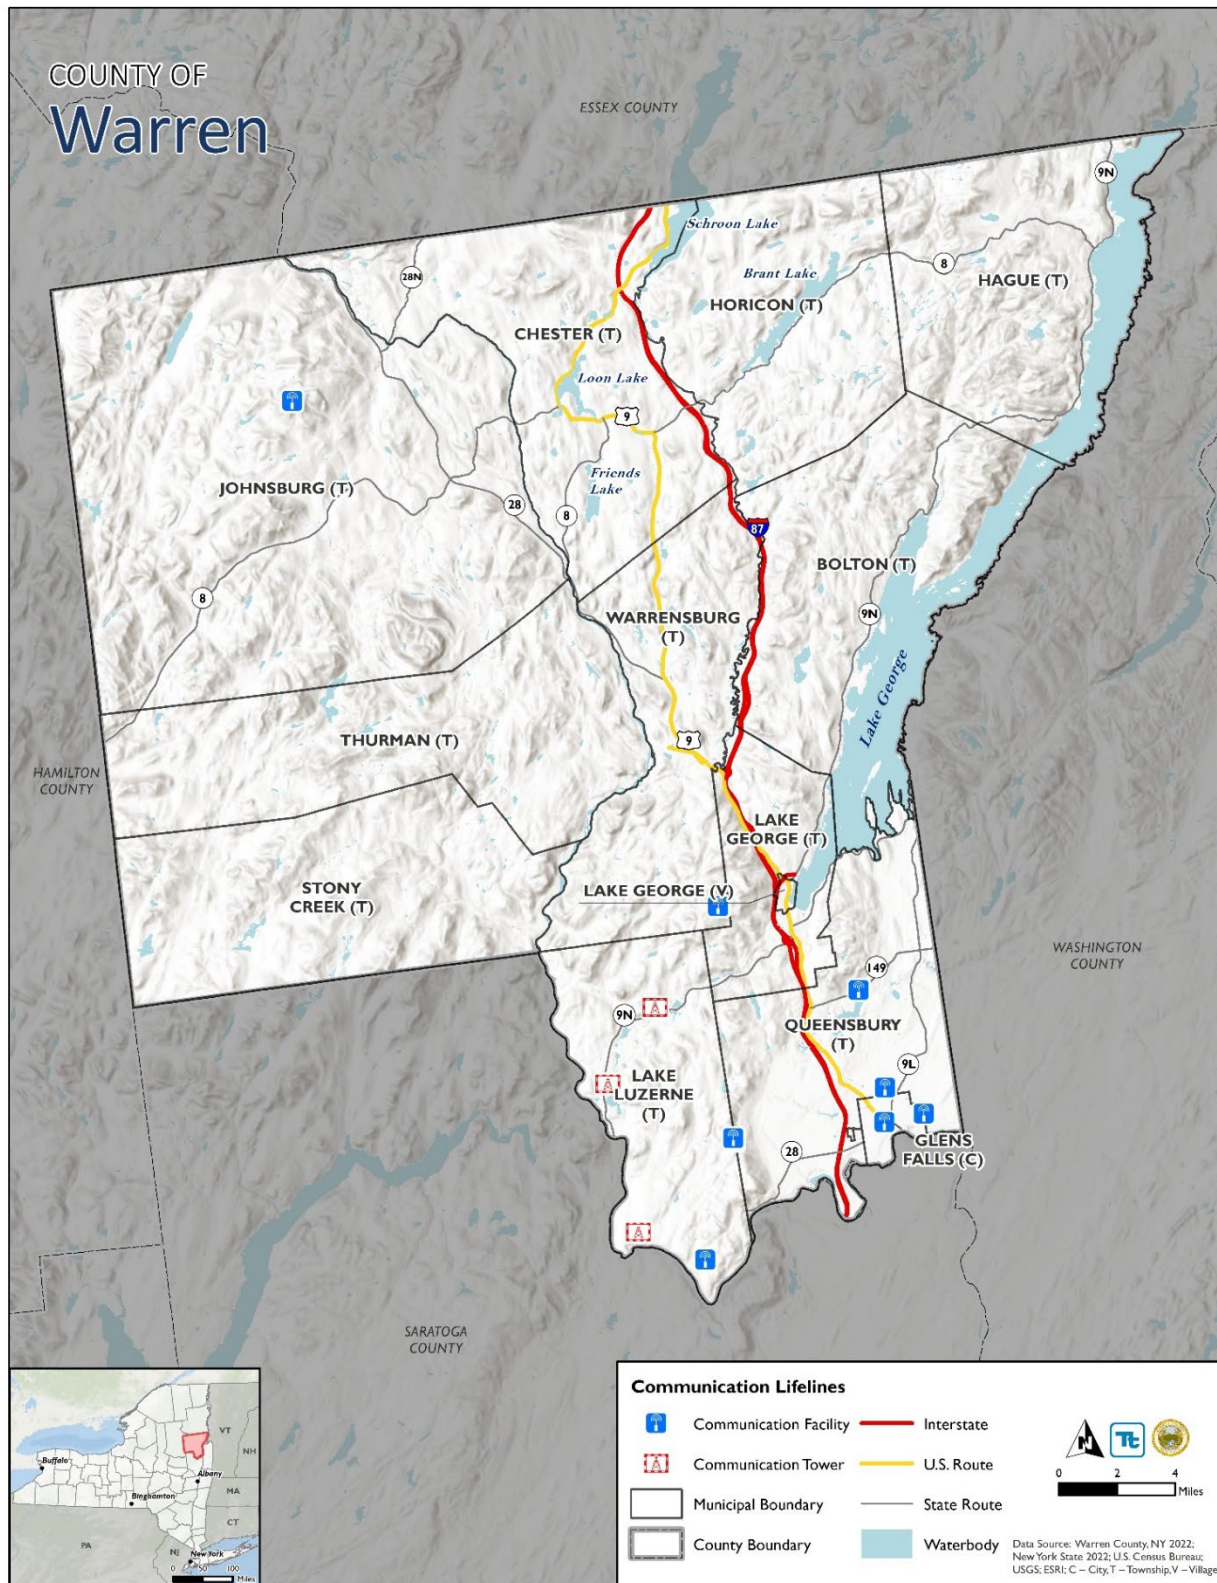 COUNTY OF
Warren
ESSEX COUNTY
9N
Schroon Lake
28N
Brant Lake
8
HAGUE (T)
HORICON (T)
CHESTER (T)
Loon Lake
9
Friends
Lake
JOHNSBURG (T)
28
8
87
BOLTON (T)
8
9N
WARRENSBURG
(T)
Lake George
9
THURMAN (T)
HAMILTON
COUNTY
LAKE
GEORGE (T)
STONY
CREEK (T)
LAKE GEORGE (V)
WASHINGTON
COUNTY
149
9N
QUEENSBURY
(T)
9L
LAKE
LUZERNE
(T)
GLENS
FALLS (C)
28
SARATOGA
COUNTY
Communication Lifelines
Communication Facility
Interstate
Communication Tower
U.S. Route
Municipal Boundary
State Route
County Boundary
Waterbody
N
Tt
0 2 4
Miles
Data Source: Warren County, NY 2022;
New York State 2022; U.S. Census Bureau;
USGS; ESRI; C – City, T – Township, V – Village
VT
NH
Buffalo
Albany
MA
Binghamton
CT
PA
NJ
New York
0 50 100
Miles